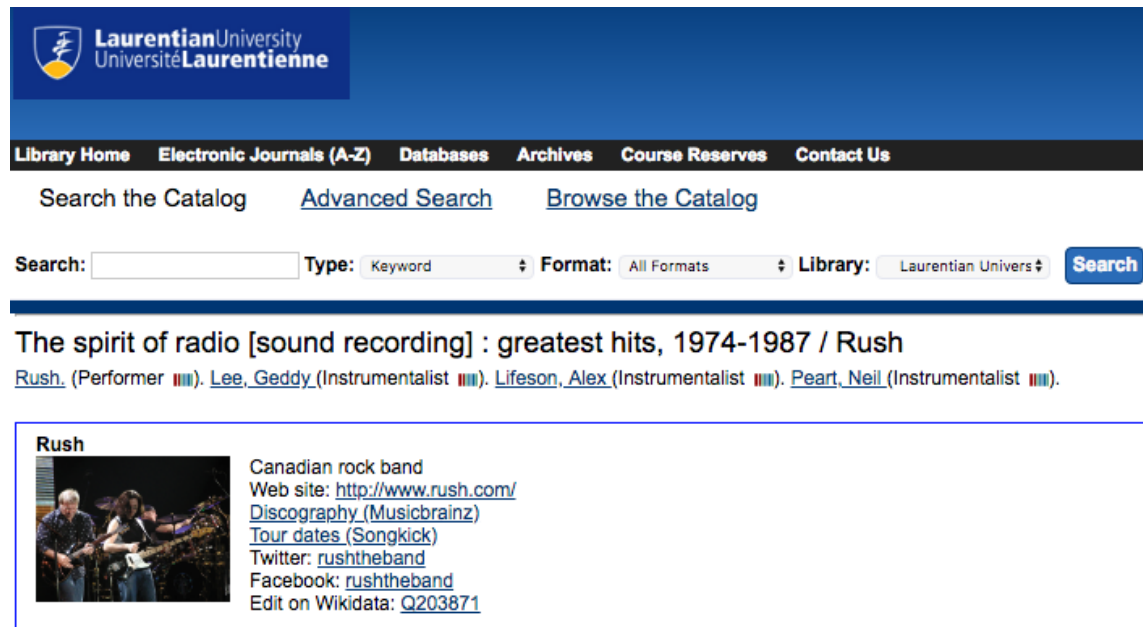 LaurentianUniversity
UniversitéLaurentienne
Library Home Electronic Journals (A-Z) Databases Archives Course Reserves Contact Us
Search the Catalog Advanced Search Browse the Catalog
Search: Type: Keyword Format: All Formats Library: Laurentian Univers Search
The spirit of radio [sound recording] : greatest hits, 1974-1987 / Rush
Rush. (Performer ). Lee, Geddy (Instrumentalist ). Lifeson, Alex (Instrumentalist ). Peart, Neil (Instrumentalist ).
Rush
Canadian rock band
Web site: http://www.rush.com/
Discography (Musicbrainz)
Tour dates (Songkick)
Twitter: rushtheband
Facebook: rushtheband
Edit on Wikidata: Q203871